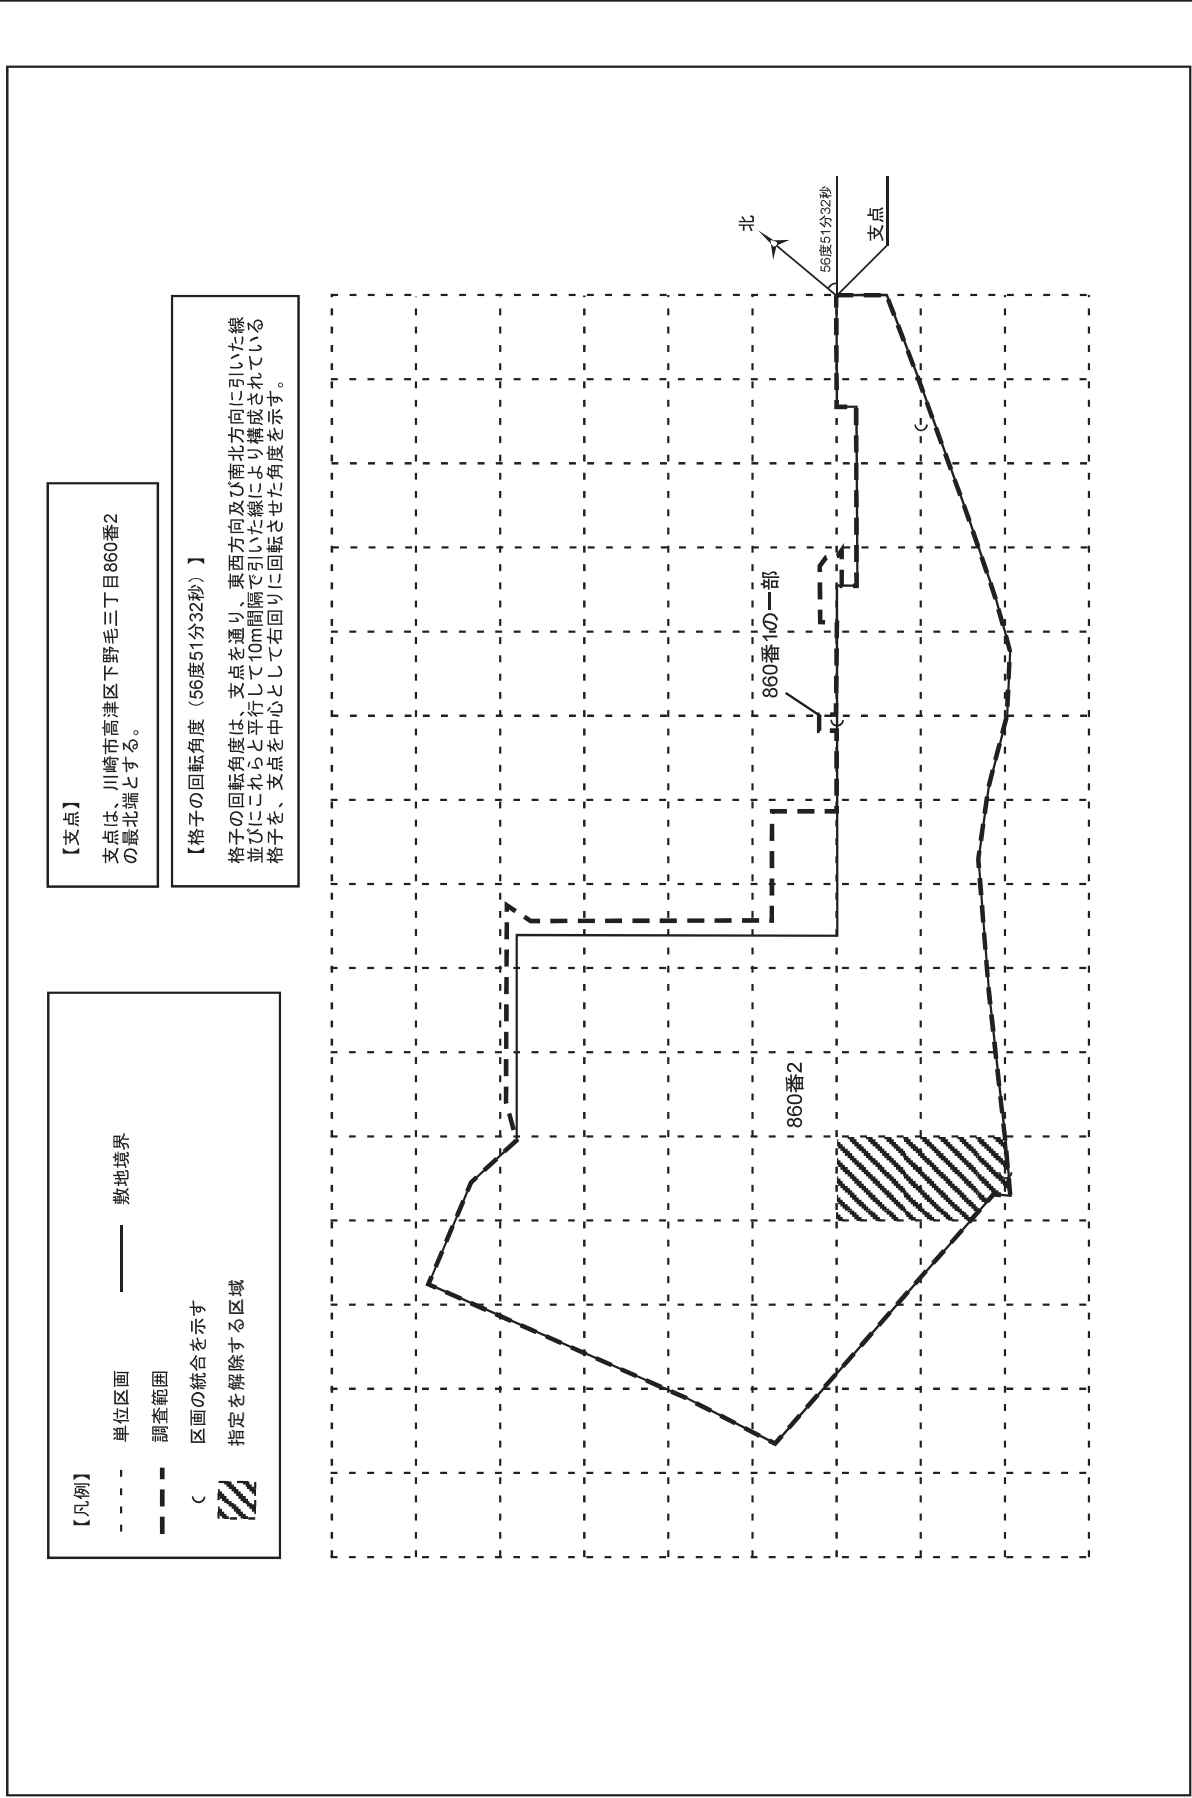 【凡例】
単位区画
敷地境界
調査範囲
区画の統合を示す
指定を解除する区域
【支点】
支点は、川崎市高津区下野毛三丁目860番2
の最北端とする。
【格子の回転角度（56度51分32秒）】
格子の回転角度は、支点を通り、東西方向及び南北方向に引いた線
並びにこれらと平行して10m間隔で引いた線により構成されている
格子を、支点を中心として右回りに回転させた角度を示す。
860番2
860番1の一部
北
56度51分32秒
支点